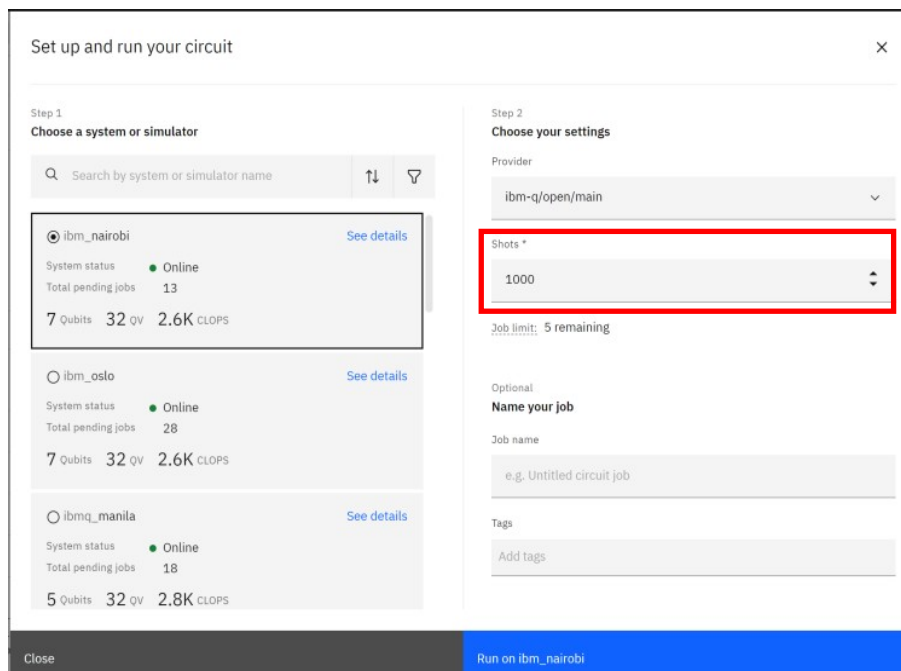 Set up and run your circuit
Step 1
Choose a system or simulator
Search by system or simulator name
ibm_nairobi See details
System status Online
Total pending jobs 13
7 Qubits 32 QV 2.6K CLOPS
ibm_oslo See details
System status Online
Total pending jobs 28
7 Qubits 32 QV 2.6K CLOPS
ibmq_manila See details
System status Online
Total pending jobs 18
5 Qubits 32 QV 2.8K CLOPS
Step 2
Choose your settings
Provider
ibm-q/open/main
Shots *
1000
Job limit: 5 remaining
Optional
Name your job
Job name
e.g. Untitled circuit job
Tags
Add tags
Close
Run on ibm_nairobi